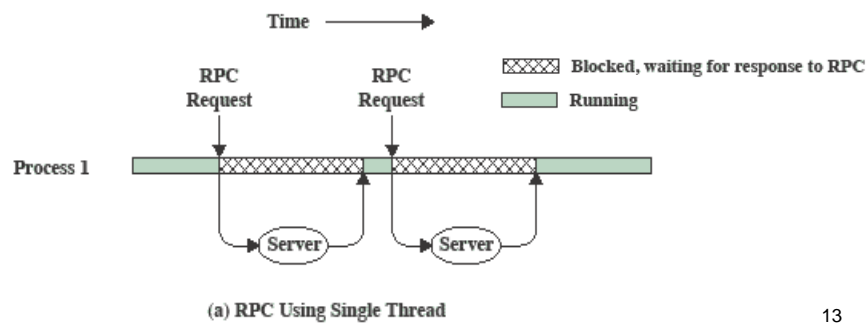 Time
RPC
Request
RPC
Request
Blocked, waiting for response to RPC
Running
Process 1
Server
Server
(a) RPC Using Single Thread
13